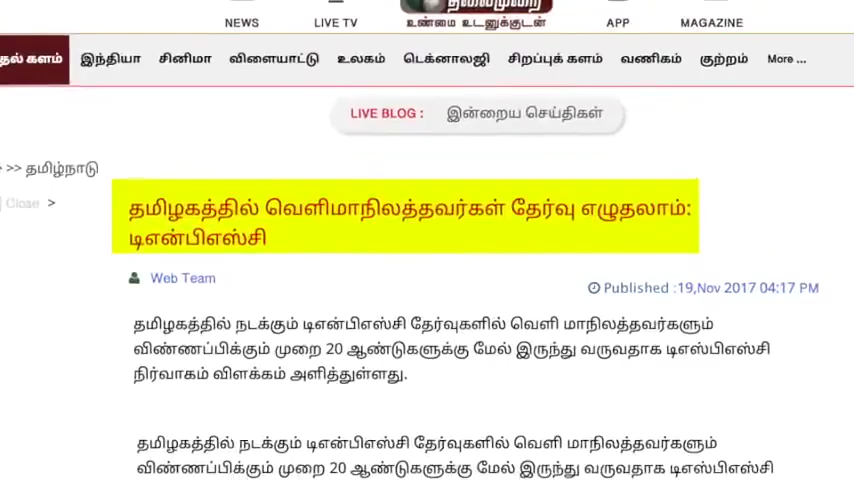 NEWS
LIVE TV
தலைமுறை
உண்மை உடனுக்குடன்
APP
MAGAZINE
தல் களம்
இந்தியா
சினிமா
விளையாட்டு
உலகம்
டெக்னாலஜி
சிறப்புக் களம்
வணிகம்
குற்றம்
More ...
LIVE BLOG : இன்றைய செய்திகள்
>> தமிழ்நாடு
Close >
தமிழகத்தில் வெளிமாநிலத்தவர்கள் தேர்வு எழுதலாம்:
டிஎன்பிஎஸ்சி
Web Team
Published :19,Nov 2017 04:17 PM
தமிழகத்தில் நடக்கும் டிஎன்பிஎஸ்சி தேர்வுகளில் வெளி மாநிலத்தவர்களும்
விண்ணப்பிக்கும் முறை 20 ஆண்டுகளுக்கு மேல் இருந்து வருவதாக டிஎஸ்பிஎஸ்சி
நிர்வாகம் விளக்கம் அளித்துள்ளது.
தமிழகத்தில் நடக்கும் டிஎன்பிஎஸ்சி தேர்வுகளில் வெளி மாநிலத்தவர்களும்
விண்ணப்பிக்கும் முறை 20 ஆண்டுகளுக்கு மேல் இருந்து வருவதாக டிஎஸ்பிஎஸ்சி